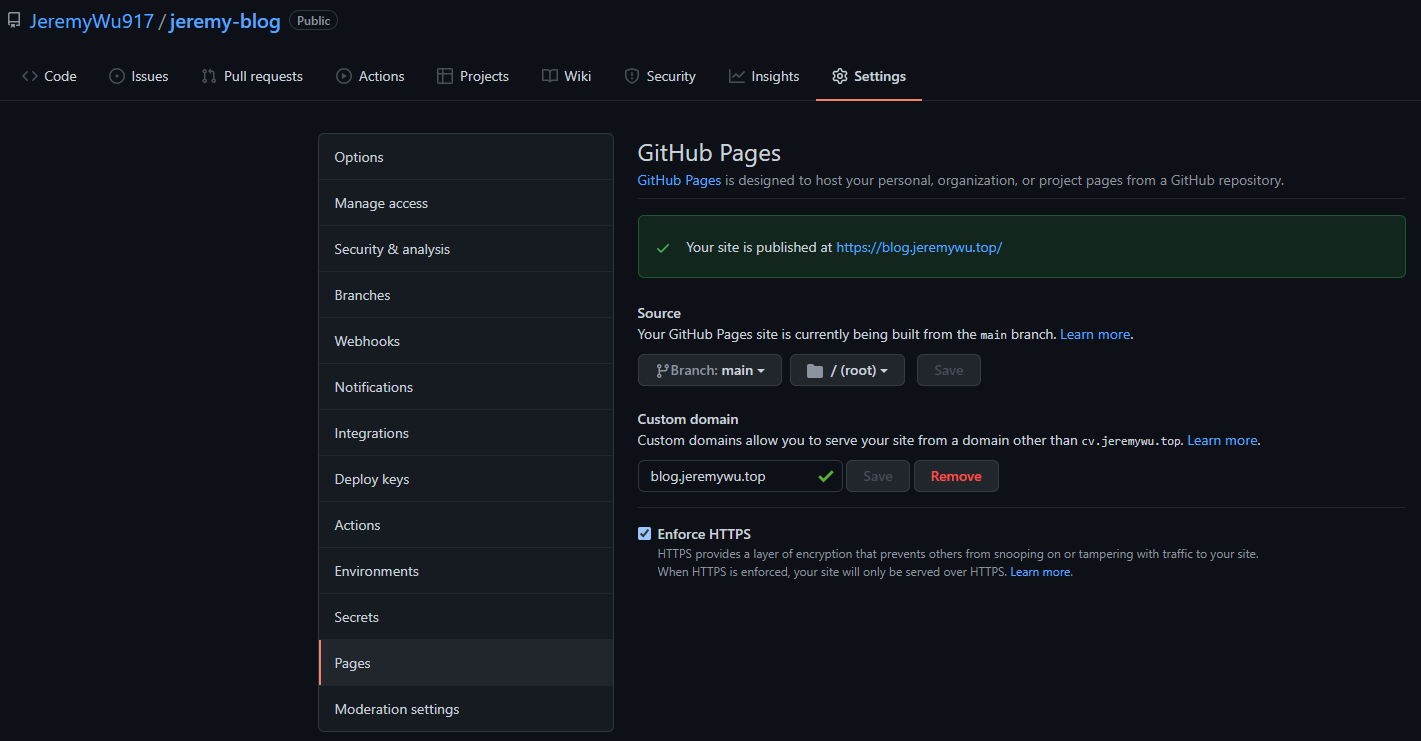 JeremyWu917 / jeremy-blog Public
Code Issues Pull requests Actions Projects Wiki Security Insights Settings
Options
Manage access
Security & analysis
Branches
Webhooks
Notifications
Integrations
Deploy keys
Actions
Environments
Secrets
Pages
Moderation settings
GitHub Pages
GitHub Pages is designed to host your personal, organization, or project pages from a GitHub repository.
Your site is published at https://blog.jeremywu.top/
Source
Your GitHub Pages site is currently being built from the main branch. Learn more.
Branch: main / (root) Save
Custom domain
Custom domains allow you to serve your site from a domain other than cv.jeremywu.top. Learn more.
blog.jeremywu.top Save Remove
Enforce HTTPS
HTTPS provides a layer of encryption that prevents others from snooping on or tampering with traffic to your site.
When HTTPS is enforced, your site will only be served over HTTPS. Learn more.